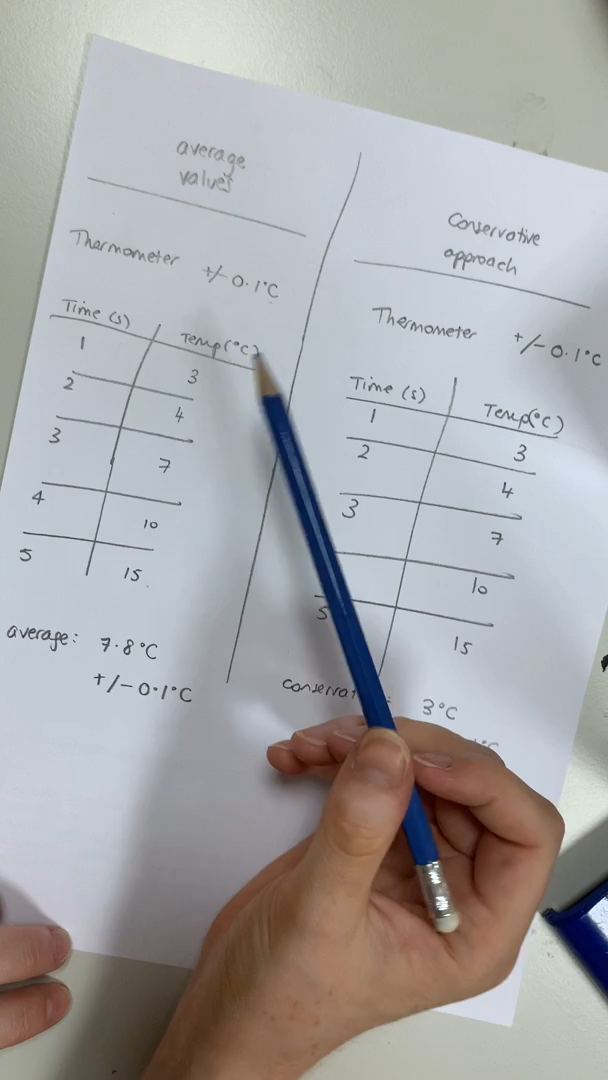 average
values
Thermometer +/- 0.1°C
Time (s) Temp(°C)
1 3
2 4
3 7
4 10
5 15
average: 7.8°C
+/- 0.1°C
Conservative
approach
Thermometer +/- 0.1°C
Time (s) Temp(°C)
1 3
2 4
3 7
10
5 15
3°C